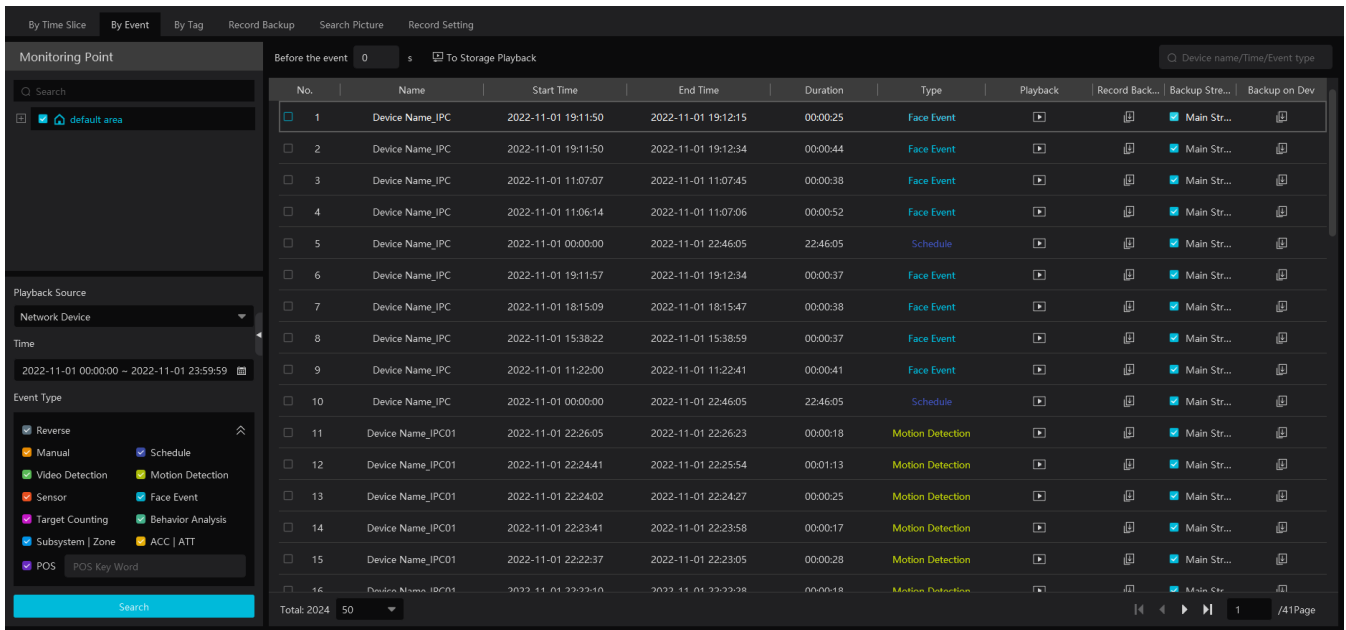 By Time Slice By Event By Tag Record Backup Search Picture Record Setting
Monitoring Point
Search
default area
Playback Source
Network Device
Time
2022-11-01 00:00:00 ~ 2022-11-01 23:59:59
Event Type
Reverse
Manual Schedule
Video Detection Motion Detection
Sensor Face Event
Target Counting Behavior Analysis
Subsystem | Zone ACC | ATT
POS POS Key Word
Search
Before the event 0 s To Storage Playback Device name/Time/Event type
No. Name Start Time End Time Duration Type Playback Record Back... Backup Stre... Backup on Dev
1 Device Name_IPC 2022-11-01 19:11:50 2022-11-01 19:12:15 00:00:25 Face Event Main Str...
2 Device Name_IPC 2022-11-01 19:11:50 2022-11-01 19:12:34 00:00:44 Face Event Main Str...
3 Device Name_IPC 2022-11-01 11:07:07 2022-11-01 11:07:45 00:00:38 Face Event Main Str...
4 Device Name_IPC 2022-11-01 11:06:14 2022-11-01 11:07:06 00:00:52 Face Event Main Str...
5 Device Name_IPC 2022-11-01 00:00:00 2022-11-01 22:46:05 22:46:05 Schedule Main Str...
6 Device Name_IPC 2022-11-01 19:11:57 2022-11-01 19:12:34 00:00:37 Face Event Main Str...
7 Device Name_IPC 2022-11-01 18:15:09 2022-11-01 18:15:47 00:00:38 Face Event Main Str...
8 Device Name_IPC 2022-11-01 15:38:22 2022-11-01 15:38:59 00:00:37 Face Event Main Str...
9 Device Name_IPC 2022-11-01 11:22:00 2022-11-01 11:22:41 00:00:41 Face Event Main Str...
10 Device Name_IPC 2022-11-01 00:00:00 2022-11-01 22:46:05 22:46:05 Schedule Main Str...
11 Device Name_IPC01 2022-11-01 22:26:05 2022-11-01 22:26:23 00:00:18 Motion Detection Main Str...
12 Device Name_IPC01 2022-11-01 22:24:41 2022-11-01 22:25:54 00:01:13 Motion Detection Main Str...
13 Device Name_IPC01 2022-11-01 22:24:02 2022-11-01 22:24:27 00:00:25 Motion Detection Main Str...
14 Device Name_IPC01 2022-11-01 22:23:41 2022-11-01 22:23:58 00:00:17 Motion Detection Main Str...
15 Device Name_IPC01 2022-11-01 22:22:37 2022-11-01 22:23:05 00:00:28 Motion Detection Main Str...
16 Device Name_IPC01 2022-11-01 22:22:10 2022-11-01 22:22:28 00:00:18 Motion Detection Main Str...
Total: 2024 50 1 /41Page